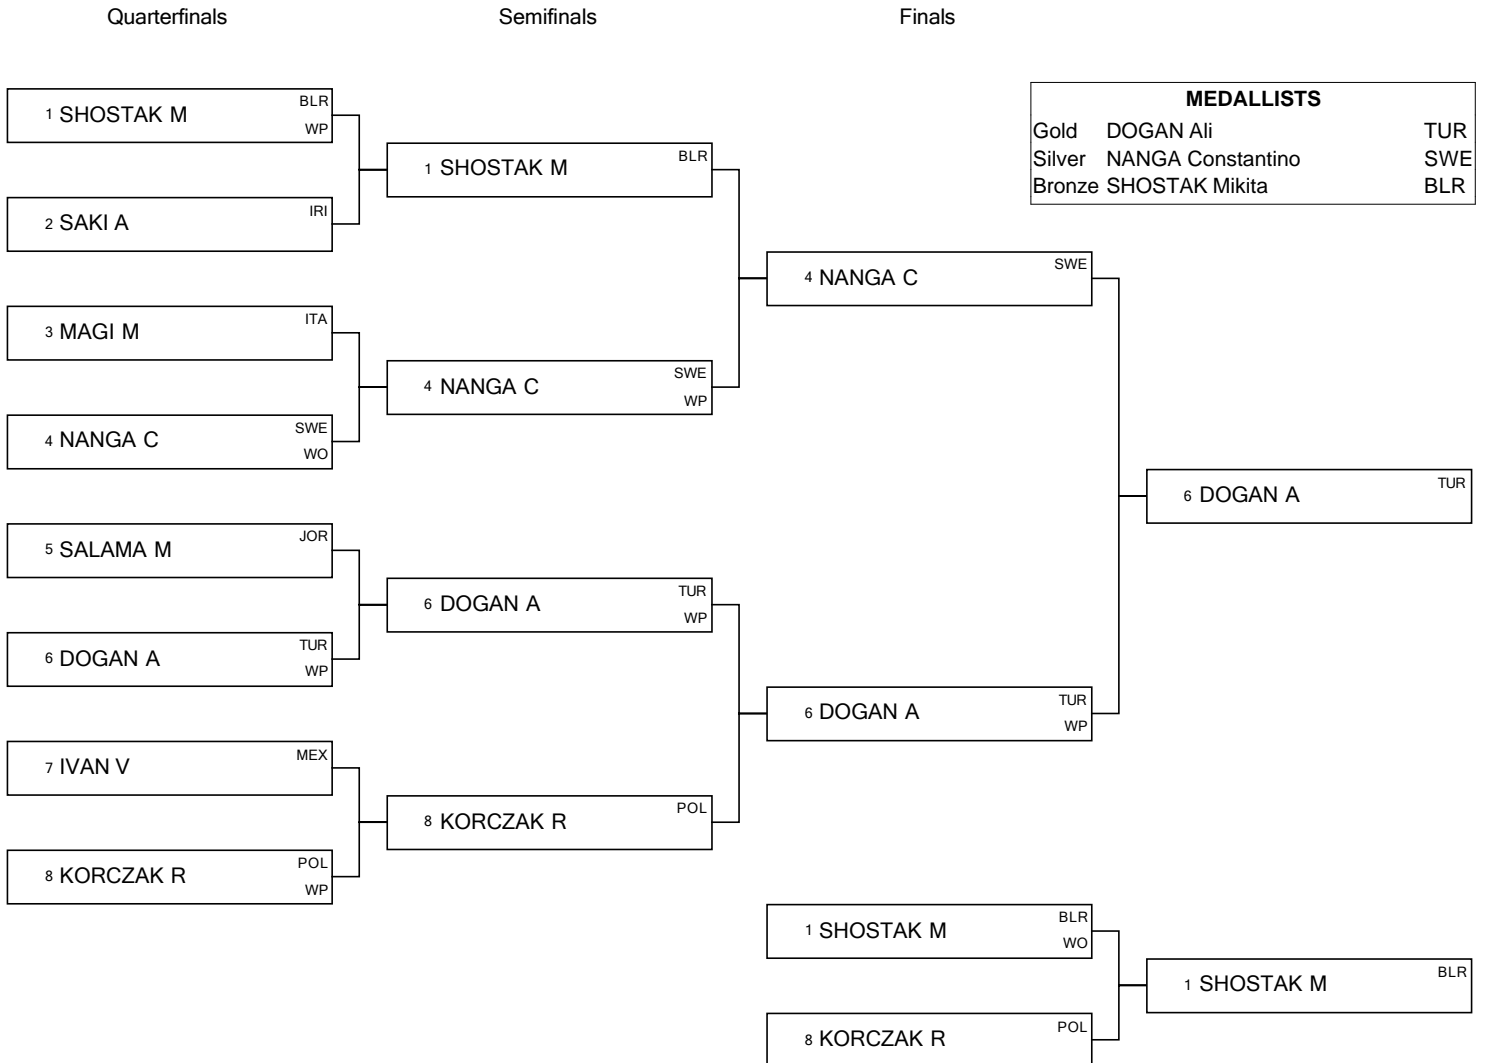 Quarterfinals Semifinals Finals
MEDALLISTS
Gold DOGAN Ali TUR
Silver NANGA Constantino SWE
Bronze SHOSTAK Mikita BLR
1 SHOSTAK M BLR
WP
2 SAKI A IRI
3 MAGI M ITA
4 NANGA C SWE
WO
5 SALAMA M JOR
6 DOGAN A TUR
WP
7 IVAN V MEX
8 KORCZAK R POL
WP
1 SHOSTAK M BLR
4 NANGA C SWE
WP
6 DOGAN A TUR
WP
8 KORCZAK R POL
4 NANGA C SWE
6 DOGAN A TUR
WP
6 DOGAN A TUR
1 SHOSTAK M BLR
WO
8 KORCZAK R POL
1 SHOSTAK M BLR